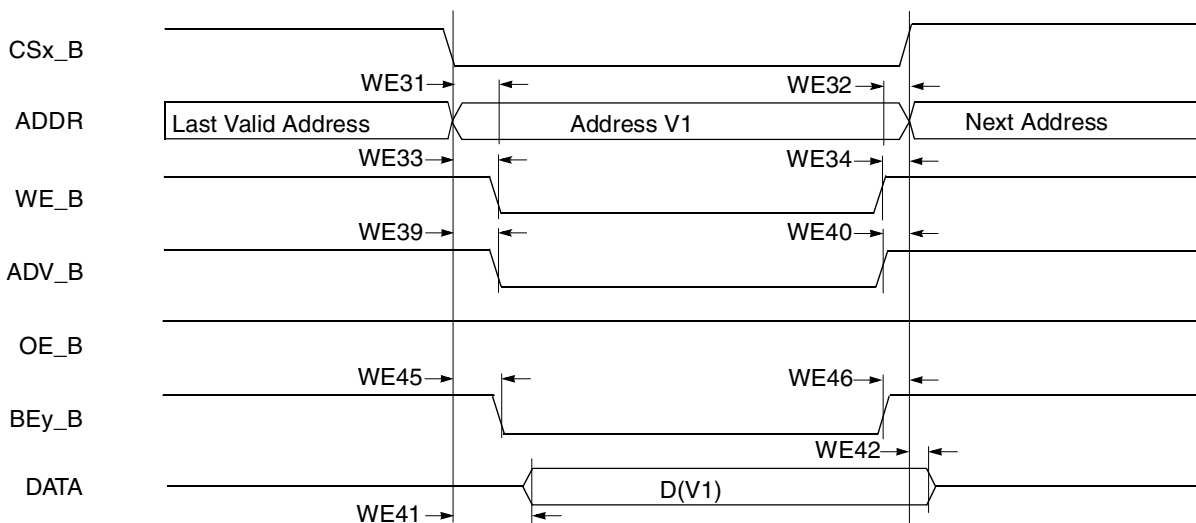 CSx_B
WE31
WE32
ADDR
Last Valid Address
Address V1
Next Address
WE33
WE34
WE_B
WE39
WE40
ADV_B
OE_B
WE45
WE46
BEy_B
WE42
DATA
D(V1)
WE41